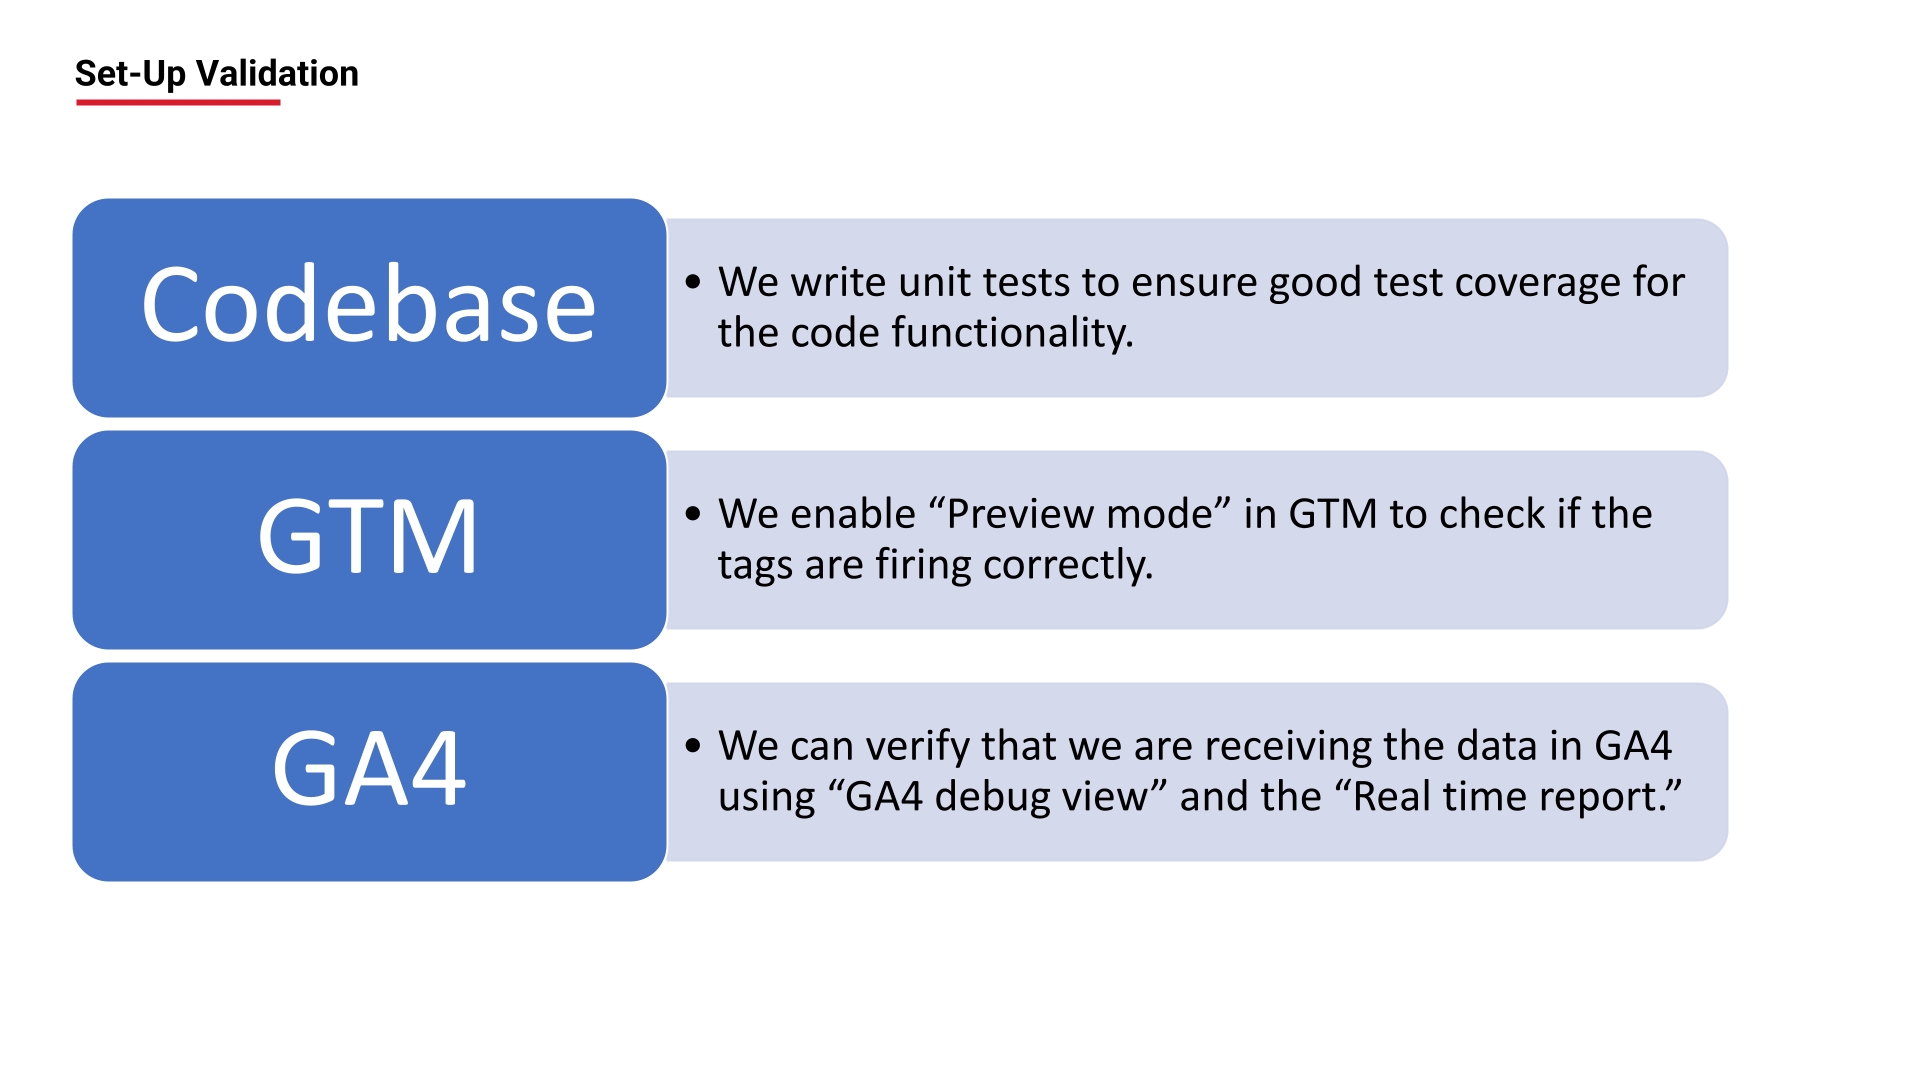 Set-Up Validation
Codebase
• We write unit tests to ensure good test coverage for
the code functionality.
GTM
• We enable “Preview mode” in GTM to check if the
tags are firing correctly.
GA4
• We can verify that we are receiving the data in GA4
using “GA4 debug view” and the “Real time report.”